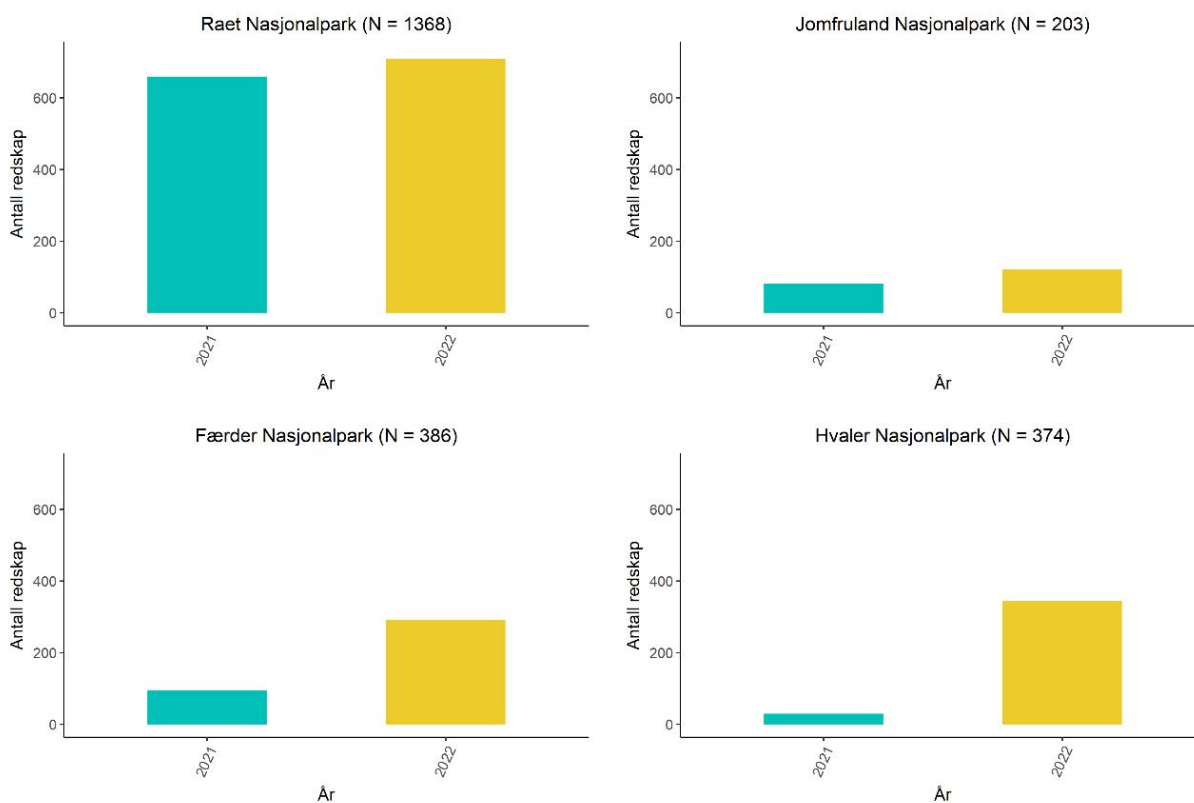 Raet Nasjonalpark (N = 1368)
Antall redskap
600
400
200
0
2021
2022
År
Jomfruland Nasjonalpark (N = 203)
Antall redskap
600
400
200
0
2021
2022
År
Færder Nasjonalpark (N = 386)
Antall redskap
600
400
200
0
2021
2022
År
Hvaler Nasjonalpark (N = 374)
Antall redskap
600
400
200
0
2021
2022
År